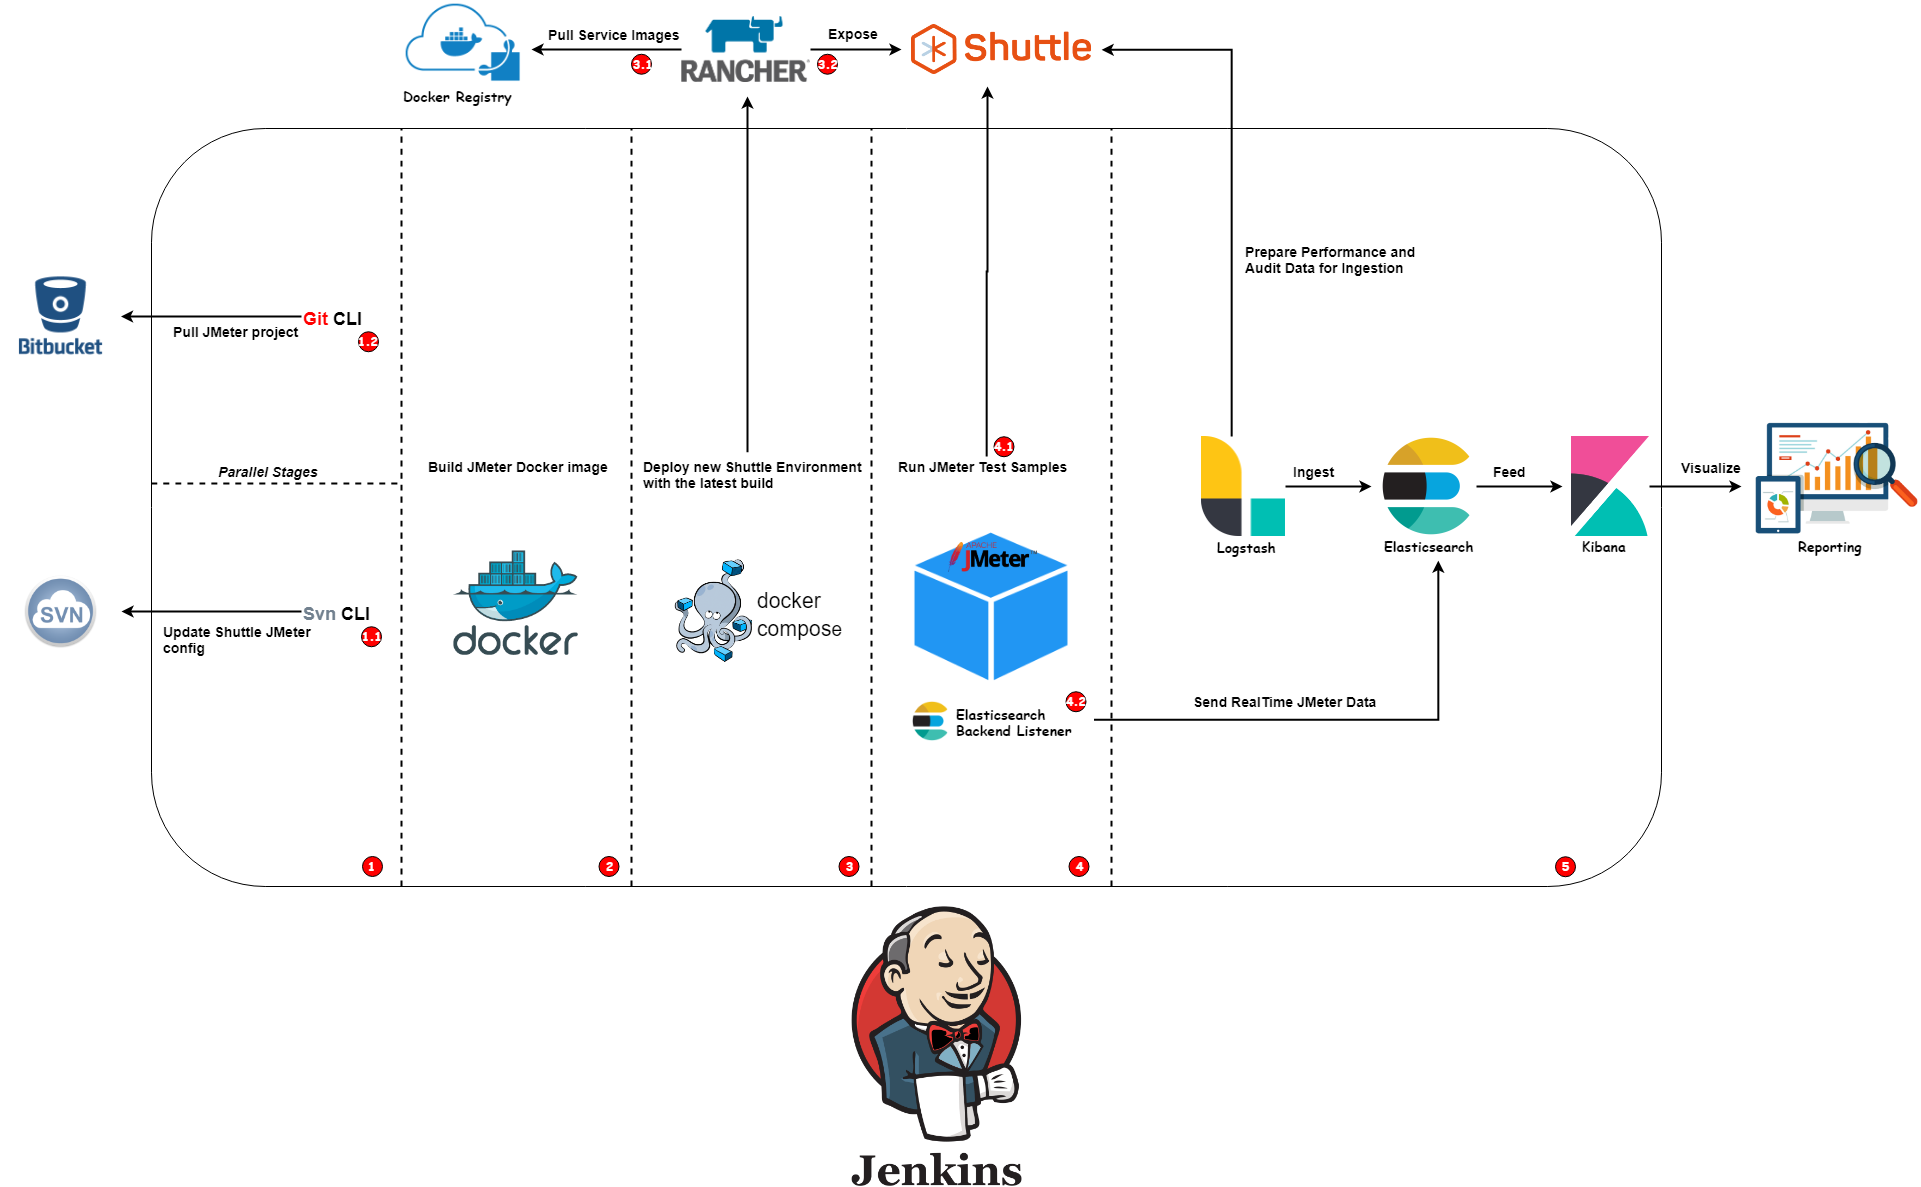 Pull Service Images
3.1
RANCHER
Expose
3.2
Shuttle
Docker Registry
Prepare Performance and
Audit Data for Ingestion
Bitbucket
Pull JMeter project
Git CLI
1.2
Parallel Stages
Build JMeter Docker image
Deploy new Shuttle Environment
with the latest build
4.1
Run JMeter Test Samples
Ingest
Feed
Visualize
Logstash
Elasticsearch
Kibana
Reporting
SVN
Svn CLI
1.1
Update Shuttle JMeter
config
docker
docker
compose
APACHE
JMeter™
4.2
Elasticsearch
Backend Listener
Send RealTime JMeter Data
1
2
3
4
5
Jenkins